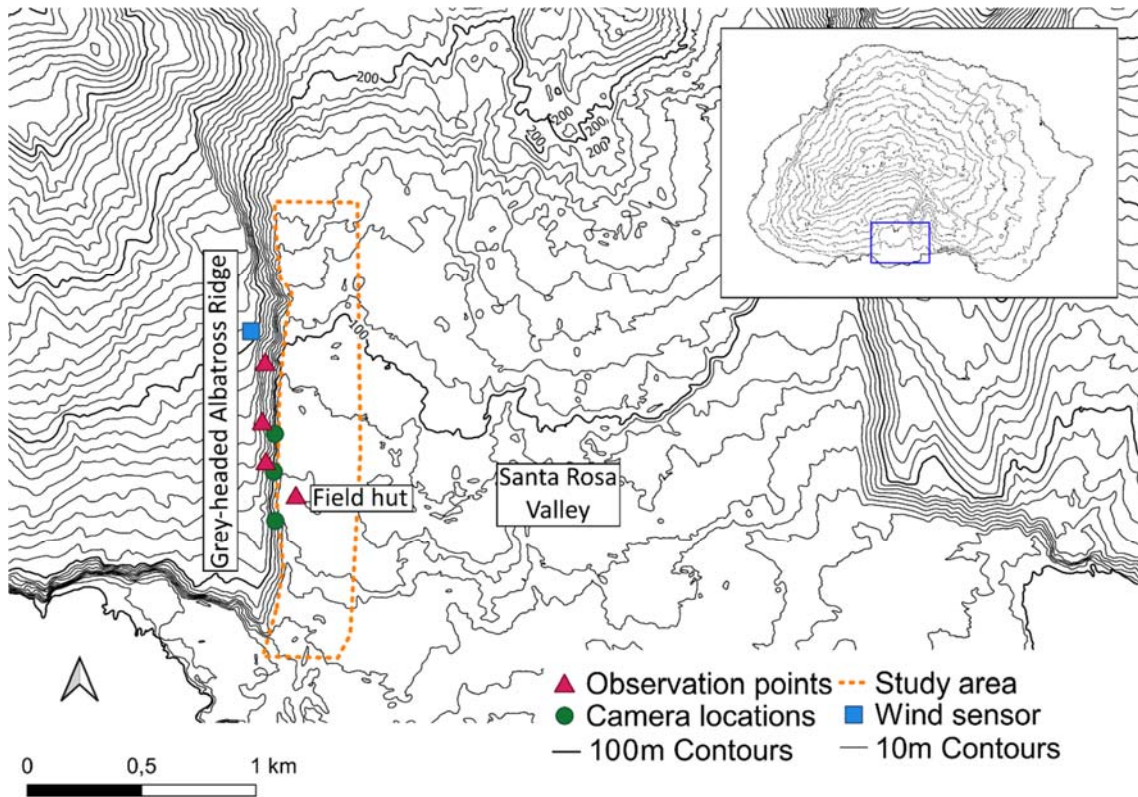 200
200
200,
200
200
100
Grey-headed Albatross Ridge
Field hut
Santa Rosa
Valley
Observation points
Study area
Camera locations
Wind sensor
100m Contours
10m Contours
0
0,5
1 km